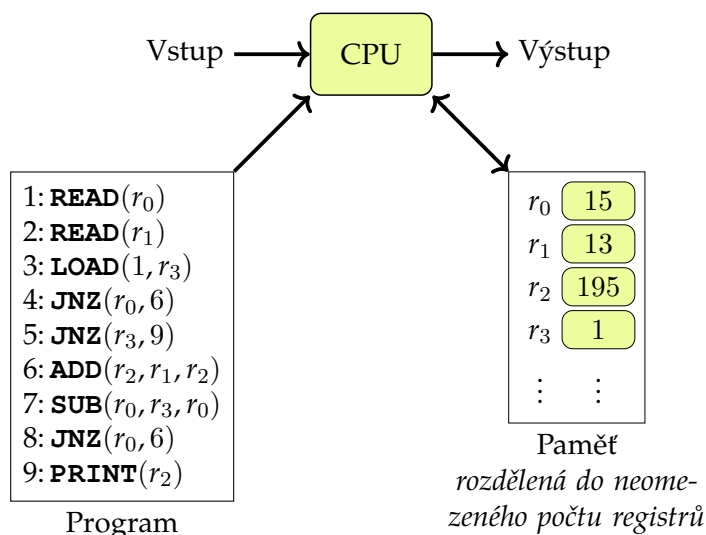 Vstup CPU Výstup
1: READ(r₀)
2: READ(r₁)
3: LOAD(1, r₃)
4: JNZ(r₀, 6)
5: JNZ(r₃, 9)
6: ADD(r₂, r₁, r₂)
7: SUB(r₀, r₃, r₀)
8: JNZ(r₀, 6)
9: PRINT(r₂)
Program
r₀ 15
r₁ 13
r₂ 195
r₃ 1
⋮ ⋮
Paměť
rozdělená do neome-
zeného počtu registrů